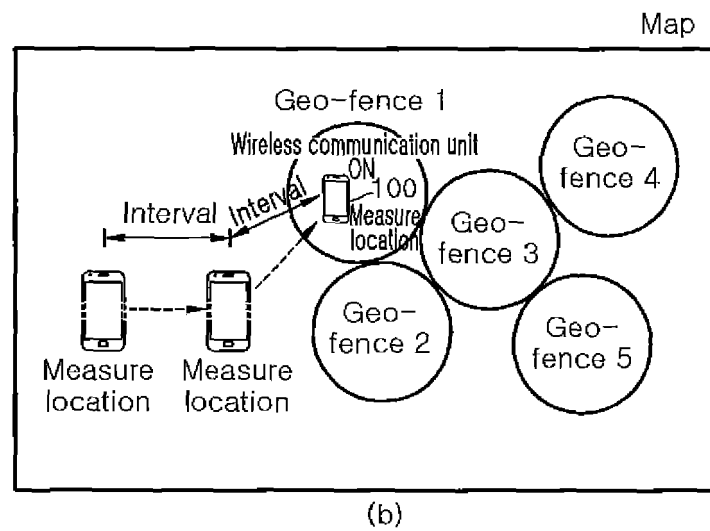 Map
Geo-fence 1
Wireless communication unit
ON
100
Measure
location
Interval
Interval
Geo-
fence 4
Geo-
fence 3
Geo-
fence 2
Geo-
fence 5
Measure
location
Measure
location
(b)